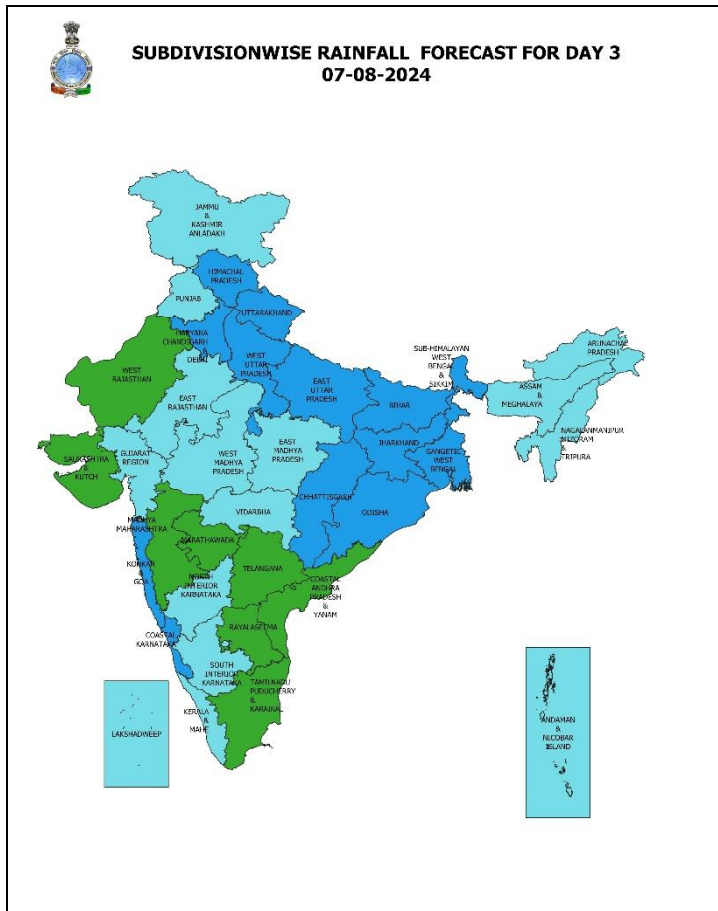 SUBDIVISIONWISE RAINFALL FORECAST FOR DAY 3
07-08-2024
JAMMU
&
KASHMIR
ANLADAKH
HIMACHAL
PRADESH
PUNJAB
UTTARAKHAND
HARYANA
CHANDIGARH
&
DELHI
WEST
UTTAR
PRADESH
SUB-HIMALAYAN
WEST
BENGAL
&
SIKKIM
ARUNACHAL
PRADESH
WEST
RAJASTHAN
EAST
RAJASTHAN
EAST
UTTAR
PRADESH
BIHAR
ASSAM
&
MEGHALAYA
NAGALANMANIPUR
MIZORAM
&
TRIPURA
SAURASHTRA
&
KUTCH
GUJARAT
REGION
WEST
MADHYA
PRADESH
EAST
MADHYA
PRADESH
JHARKHAND
GANGETIC
WEST
BENGAL
CHHATTISGARH
ODISHA
VIDARBHA
MADHYA
MAHARASHTRA
MARATHAWADA
KONKAN
&
GOA
TELANGANA
NORTH
INTERIOR
KARNATAKA
COASTAL
ANDHRA
PRADESH
&
YANAM
RAYALASEEMA
COASTAL
KARNATAKA
SOUTH
INTERIOR
KARNATAKA
TAMILNADU
PUDUCHERRY
&
KARAIKAL
KERALA
&
MAHE
LAKSHADWEEP
ANDAMAN
&
NICOBAR
ISLAND